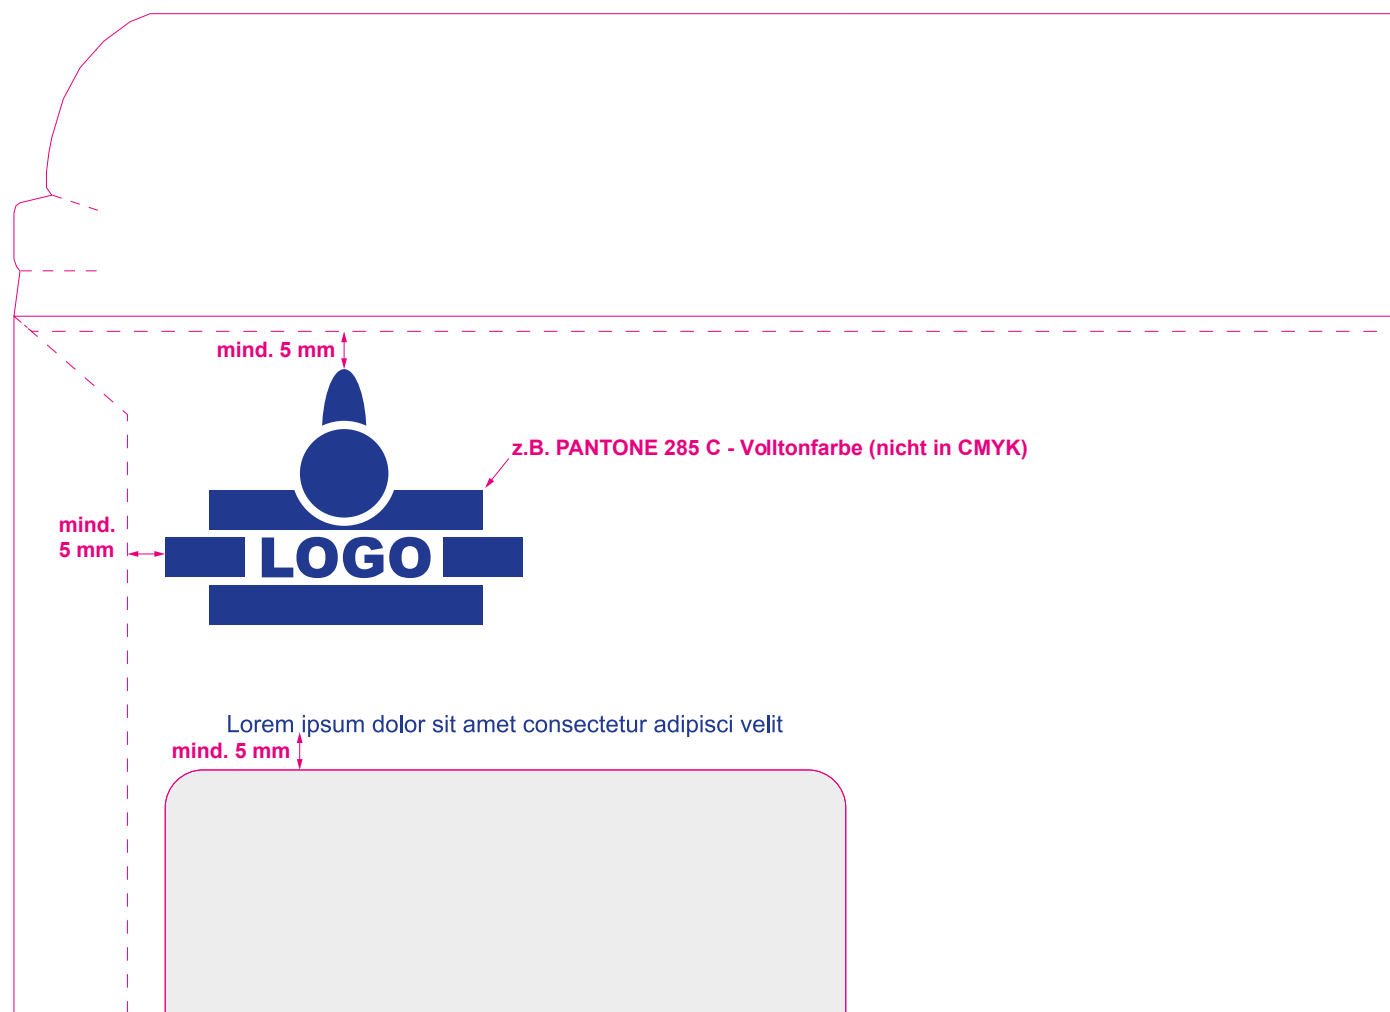 mind. 5 mm
z.B. PANTONE 285 C - Volltonfarbe (nicht in CMYK)
mind.
5 mm
LOGO
Lorem ipsum dolor sit amet consectetur adipisci velit
mind. 5 mm